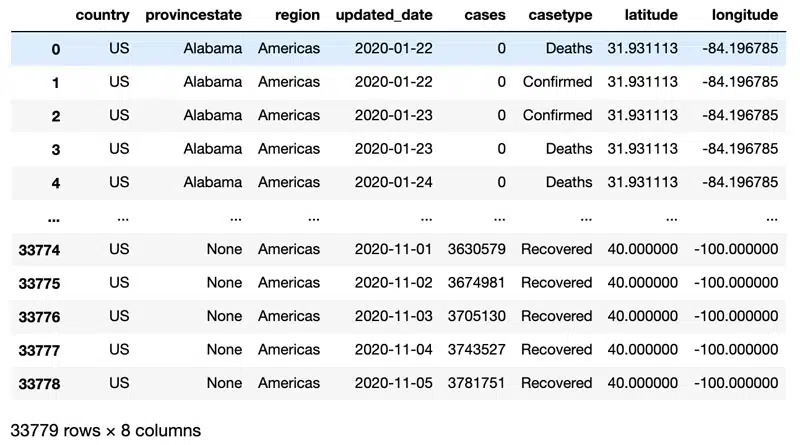 country provincestate region updated_date cases casetype latitude longitude
0 US Alabama Americas 2020-01-22 0 Deaths 31.931113 -84.196785
1 US Alabama Americas 2020-01-22 0 Confirmed 31.931113 -84.196785
2 US Alabama Americas 2020-01-23 0 Confirmed 31.931113 -84.196785
3 US Alabama Americas 2020-01-23 0 Deaths 31.931113 -84.196785
4 US Alabama Americas 2020-01-24 0 Deaths 31.931113 -84.196785
... ... ... ... ... ... ... ... ...
33774 US None Americas 2020-11-01 3630579 Recovered 40.000000 -100.000000
33775 US None Americas 2020-11-02 3674981 Recovered 40.000000 -100.000000
33776 US None Americas 2020-11-03 3705130 Recovered 40.000000 -100.000000
33777 US None Americas 2020-11-04 3743527 Recovered 40.000000 -100.000000
33778 US None Americas 2020-11-05 3781751 Recovered 40.000000 -100.000000
33779 rows × 8 columns